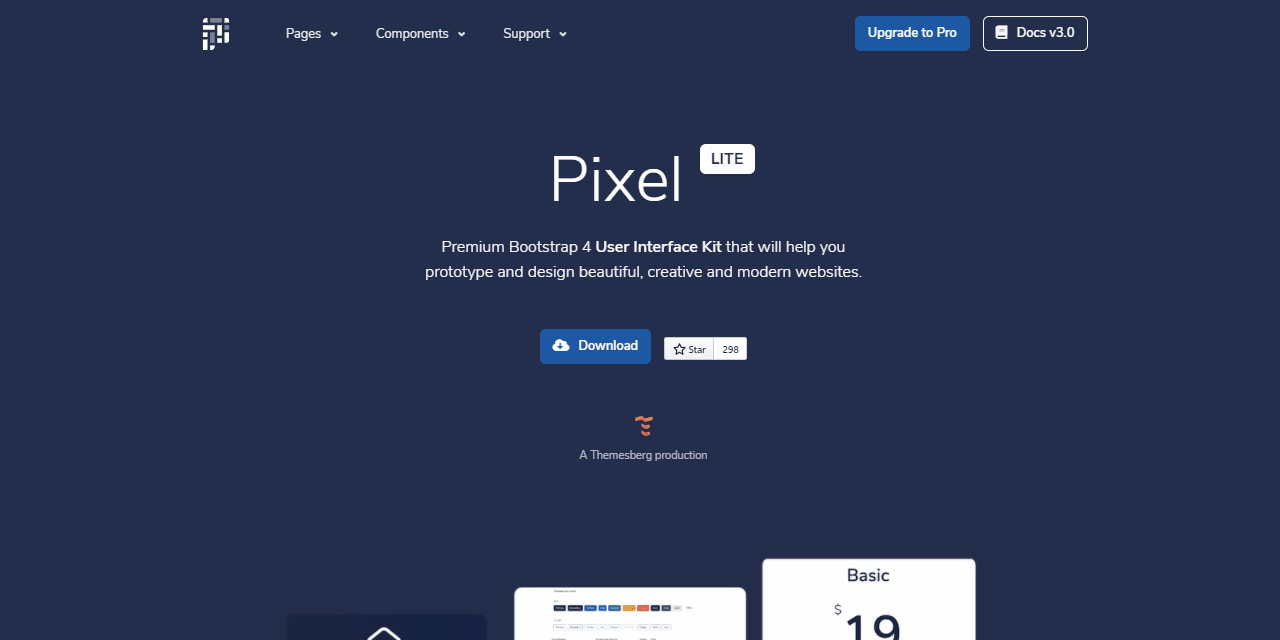 Pages
Components
Support
Upgrade to Pro
Docs v3.0
Pixel
LITE
Premium Bootstrap 4 User Interface Kit that will help you
prototype and design beautiful, creative and modern websites.
Download
Star
298
A Themesberg production
Basic
$
19